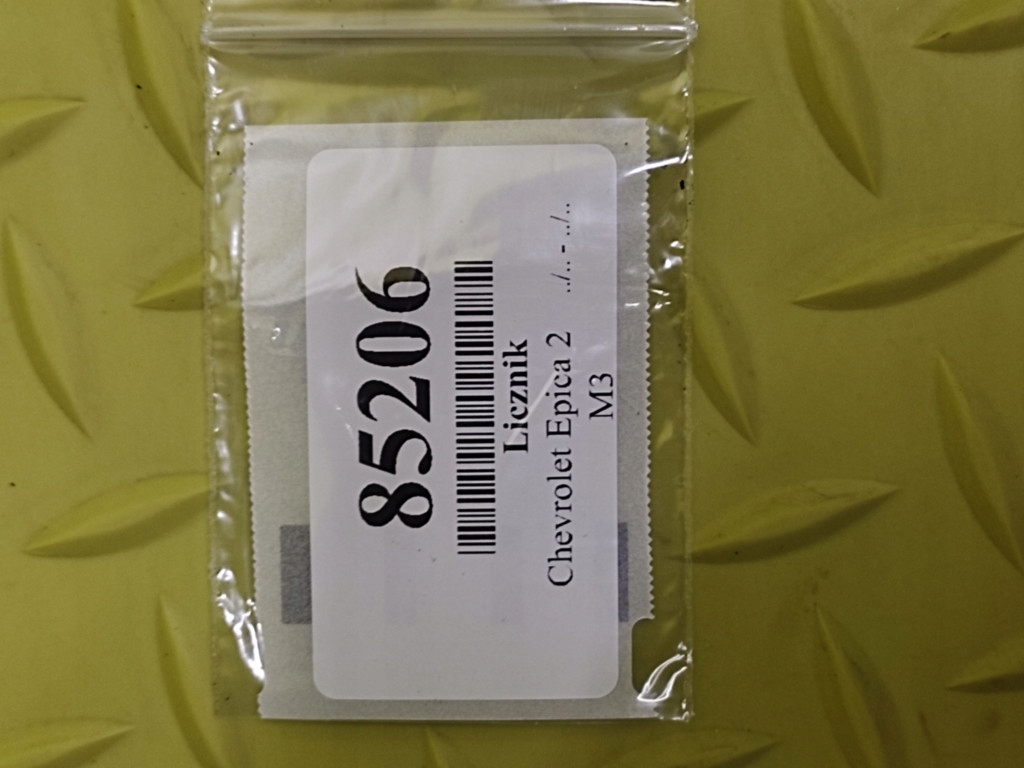 85206
Licznik
Chevrolet Epica 2 ../.. - ../..
M3